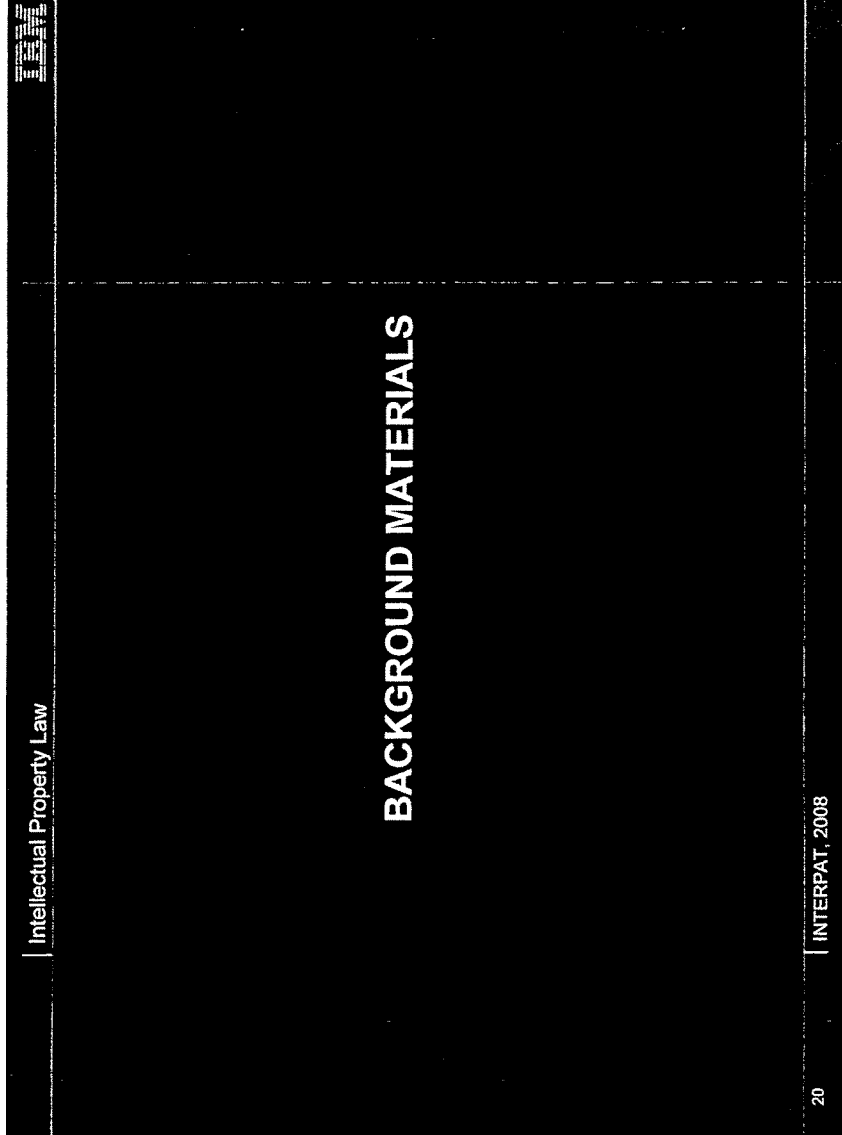 Intellectual Property Law
IBM
BACKGROUND MATERIALS
20
INTERPAT, 2008